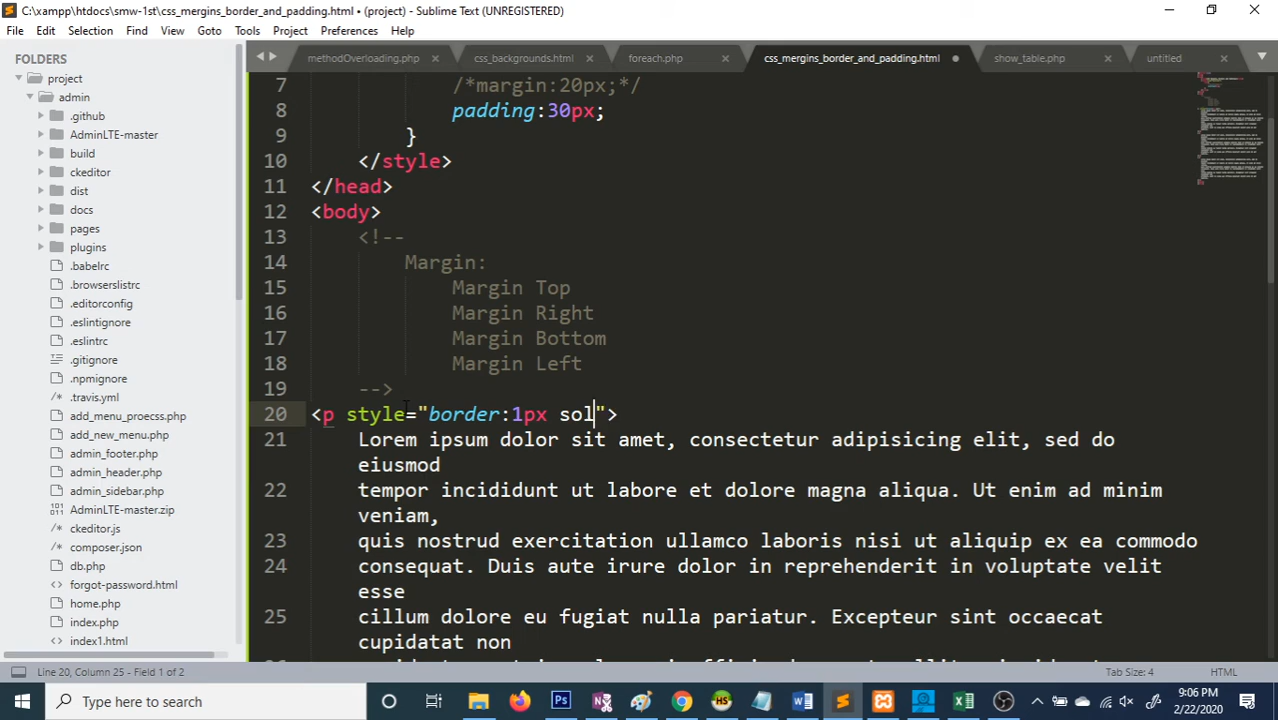 C:\xampp\htdocs\smw-1st\css_mergins_border_and_padding.html • (project) - Sublime Text (UNREGISTERED)
File Edit Selection Find View Goto Tools Project Preferences Help
FOLDERS
project
admin
.github
AdminLTE-master
build
ckeditor
dist
docs
pages
plugins
.babelrc
.browserslistrc
.editorconfig
.eslintignore
.eslintrc
.gitignore
.npmignore
.travis.yml
add_menu_proecss.php
add_new_menu.php
admin_footer.php
admin_header.php
admin_sidebar.php
AdminLTE-master.zip
ckeditor.js
composer.json
db.php
forgot-password.html
home.php
index.php
index1.html
methodOverloading.php css_backgrounds.html foreach.php css_mergins_border_and_padding.html show_table.php untitled
7 /*margin:20px;*/
8 padding:30px;
9 }
10 </style>
11 </head>
12 <body>
13 <!--
14 Margin:
15 Margin Top
16 Margin Right
17 Margin Bottom
18 Margin Left
19 -->
20 <p style="border:1px sol">
21 Lorem ipsum dolor sit amet, consectetur adipisicing elit, sed do
eiusmod
22 tempor incididunt ut labore et dolore magna aliqua. Ut enim ad minim
veniam,
23 quis nostrud exercitation ullamco laboris nisi ut aliquip ex ea commodo
24 consequat. Duis aute irure dolor in reprehenderit in voluptate velit
esse
25 cillum dolore eu fugiat nulla pariatur. Excepteur sint occaecat
cupidatat non
Line 20, Column 25 - Field 1 of 2 Tab Size: 4 HTML
Type here to search
9:06 PM
2/22/2020